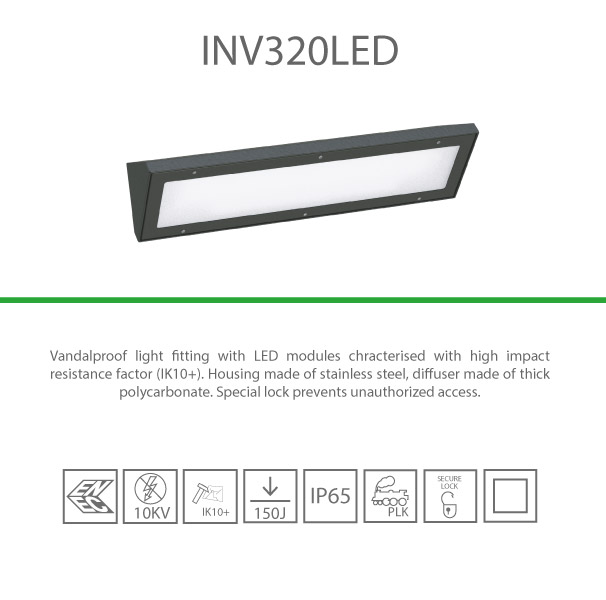 INV320LED
Vandalproof light fitting with LED modules chracterised with high impact
resistance factor (IK10+). Housing made of stainless steel, diffuser made of thick
polycarbonate. Special lock prevents unauthorized access.
ENEC
10KV
IK10+
150J
IP65
PLK
SECURE
LOCK